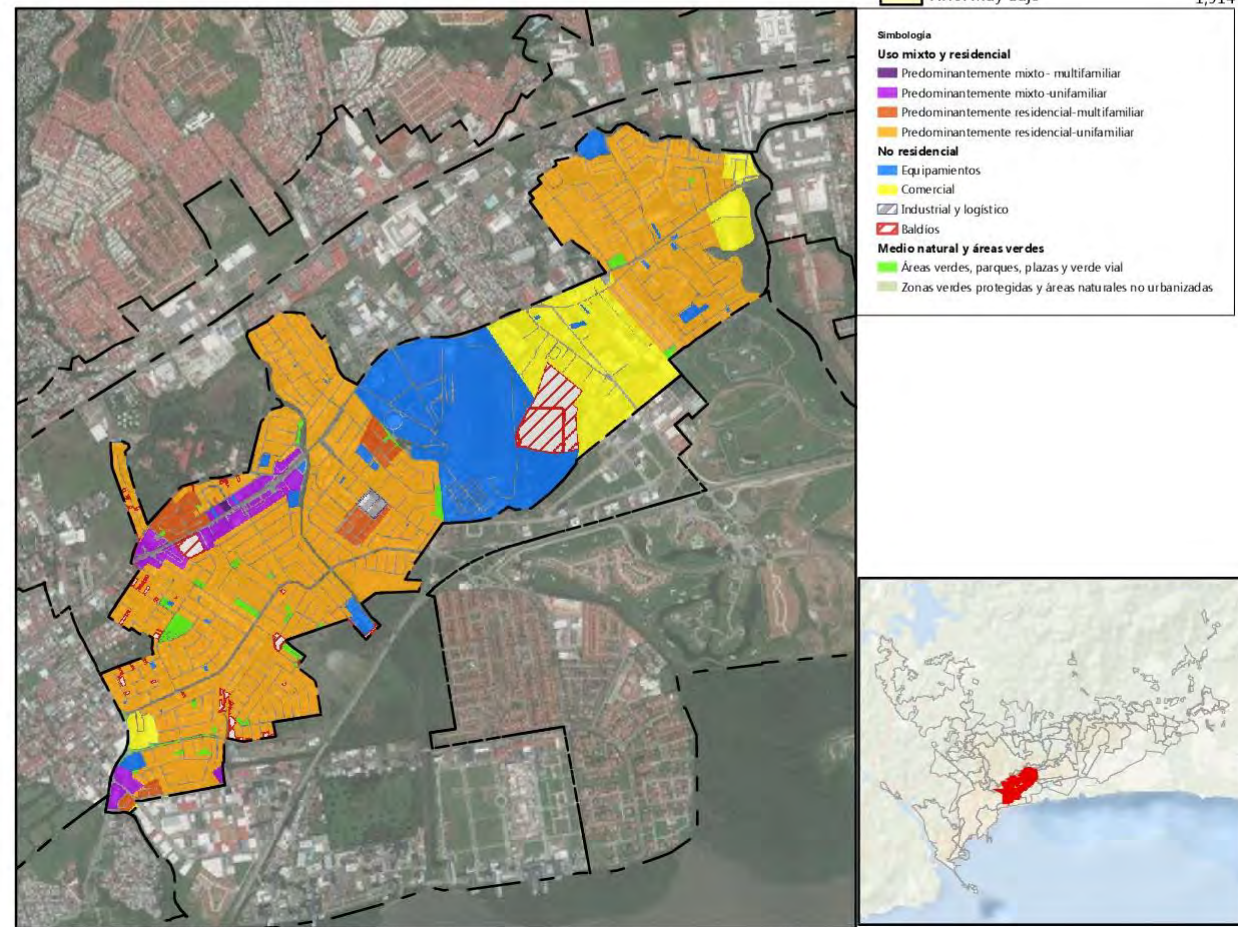 1,914
Simbología
Uso mixto y residencial
Predominantemente mixto - multifamiliar
Predominantemente mixto-unifamiliar
Predominantemente residencial-multifamiliar
Predominantemente residencial-unifamiliar
No residencial
Equipamientos
Comercial
Industrial y logístico
Baldíos
Medio natural y áreas verdes
Áreas verdes, parques, plazas y verde vial
Zonas verdes protegidas y áreas naturales no urbanizadas